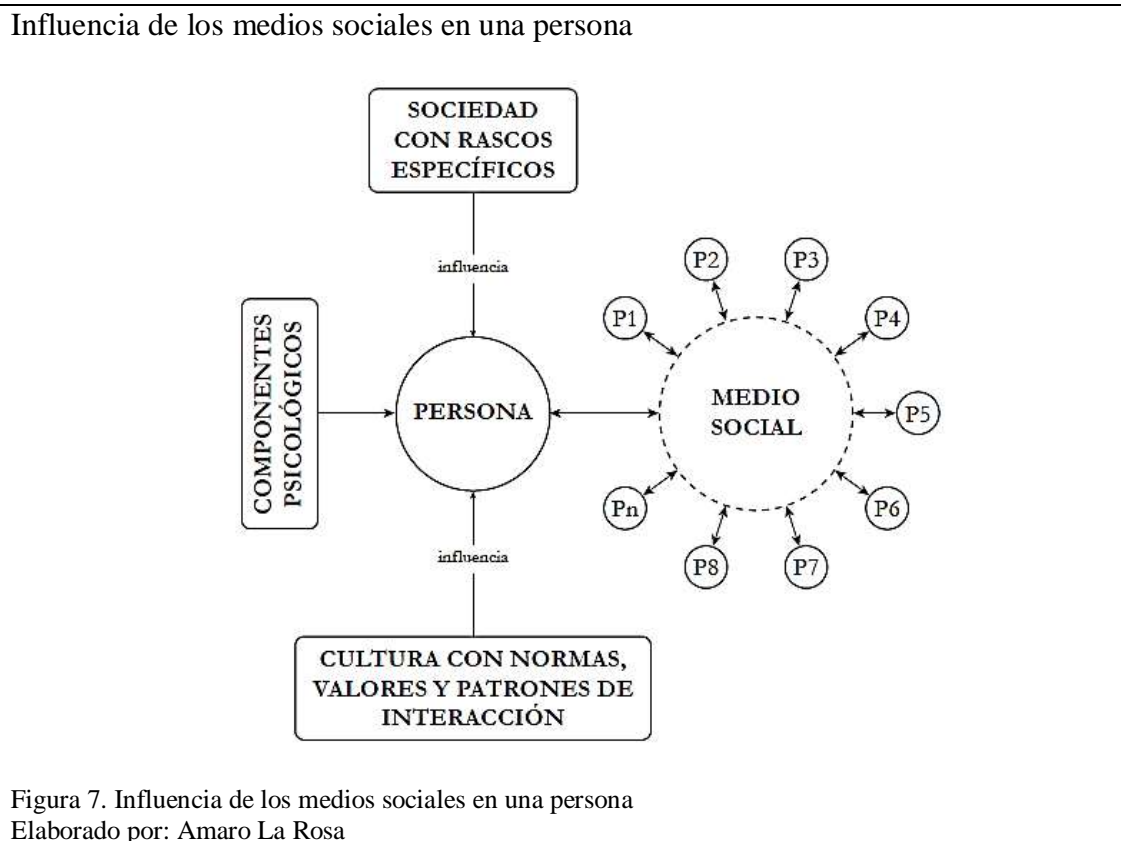 Influencia de los medios sociales en una persona
SOCIEDAD
CON RASCOS
ESPECÍFICOS
influencia
COMPONENTES
PSICOLÓGICOS
PERSONA
MEDIO
SOCIAL
P1
P2
P3
P4
P5
P6
P7
P8
Pn
influencia
CULTURA CON NORMAS,
VALORES Y PATRONES DE
INTERACCIÓN
Figura 7. Influencia de los medios sociales en una persona
Elaborado por: Amaro La Rosa